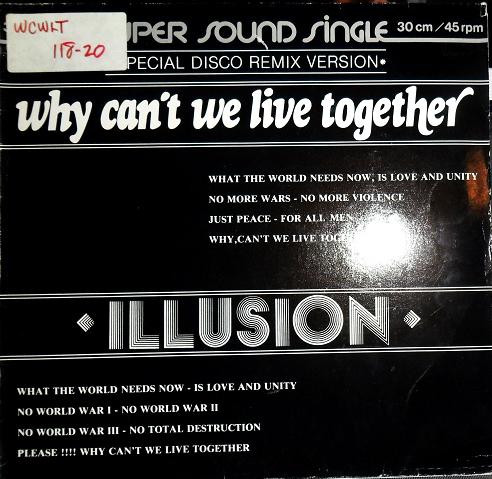 WCWLT
118-20
SUPER SOUND SINGLE
30 cm / 45 rpm
SPECIAL DISCO REMIX VERSION•
why can't we live together
WHAT THE WORLD NEEDS NOW, IS LOVE AND UNITY
NO MORE WARS - NO MORE VIOLENCE
JUST PEACE - FOR ALL MEN
WHY,CAN'T WE LIVE
ILLUSION
WHAT THE WORLD NEEDS NOW - IS LOVE AND UNITY
NO WORLD WAR I - NO WORLD WAR II
NO WORLD WAR III - NO TOTAL DESTRUCTION
PLEASE !!!! WHY CAN'T WE LIVE TOGETHER